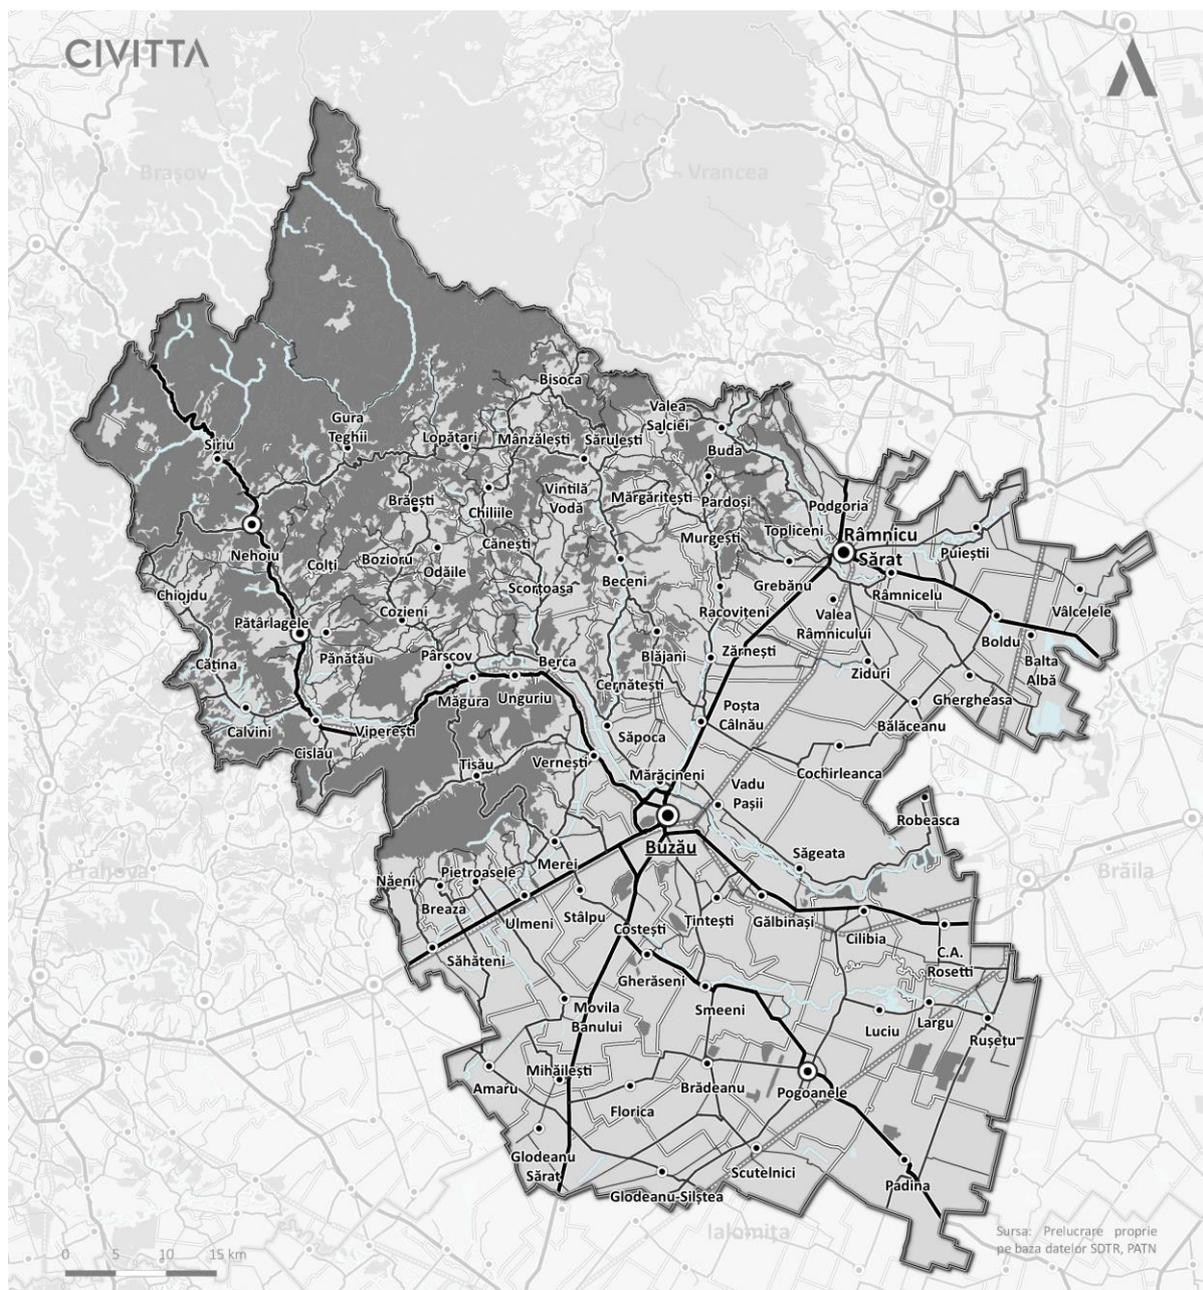 CIVITTA
Brașov
Vrancea
Bisoca
Valea
Salciei
Gura
Teghii
Lopătari
Mânzălești
Sărulești
Siriu
Buda
Vintilă
Vodă
Mărgăritești
Pardoși
Podgoria
Brăești
Chiliile
Topliceni
Râmnicu
Sărat
Murgești
Puieștii
Cănești
Nehoiu
Colți
Bozioru
Odăile
Scorțoasa
Beceni
Grebănu
Râmnicelu
Chiojdu
Cozieni
Racovițeni
Valea
Râmnicului
Vâlcelele
Pătârlagele
Boldu
Balta
Albă
Pănătău
Pârscov
Berca
Blăjani
Zărnești
Cătina
Ziduri
Cernătești
Ghergheasa
Măgura
Unguriu
Poșta
Câlnău
Bălăceanu
Calvini
Viperești
Săpoca
Cislău
Tisău
Vernești
Mărăcineni
Cochirleanca
Vadu
Pașii
Robeasca
Buzău
Săgeata
Merei
Prahova
Brăila
Năeni
Pietroasele
Breaza
Ulmeni
Stâlpu
Costești
Țintești
Gălbinași
Cilibia
C.A.
Rosetti
Săhăteni
Gherăseni
Movila
Banului
Smeeni
Luciu
Largu
Rușețu
Amaru
Mihăilești
Brădeanu
Pogoanele
Florica
Glodeanu
Sărat
Scutelnici
Padina
Glodeanu-Siliștea
Ialomița
Sursa: Prelucrare proprie
pe baza datelor SDTR, PATN
0 5 10 15 km